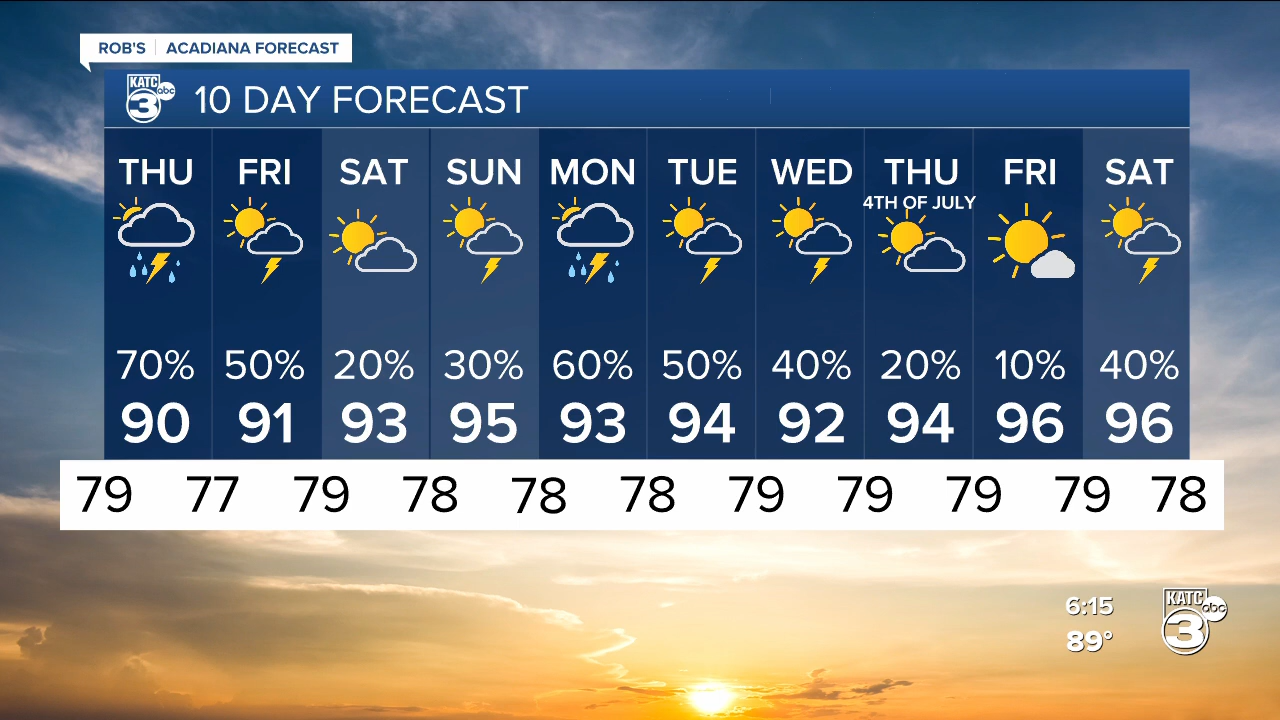 ROB'S ACADIANA FORECAST
KATC 3 abc 10 DAY FORECAST
THU FRI SAT SUN MON TUE WED THU FRI SAT
4TH OF JULY
70% 50% 20% 30% 60% 50% 40% 20% 10% 40%
90 91 93 95 93 94 92 94 96 96
79 77 79 78 78 78 79 79 79 79 78
6:15
89°
KATC 3 abc